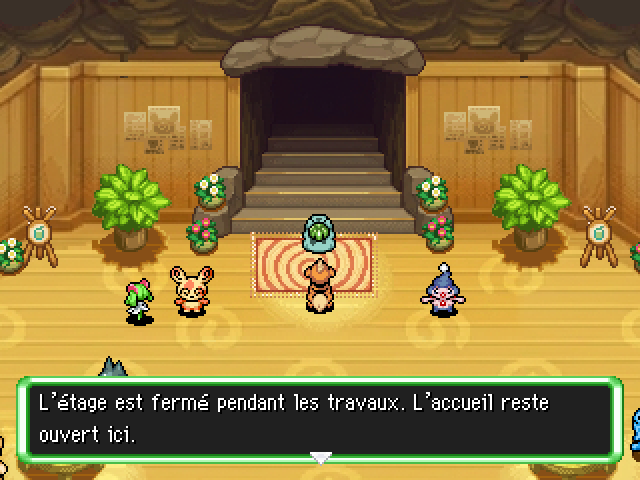 L'étage est fermé pendant les travaux. L'accueil reste
ouvert ici.